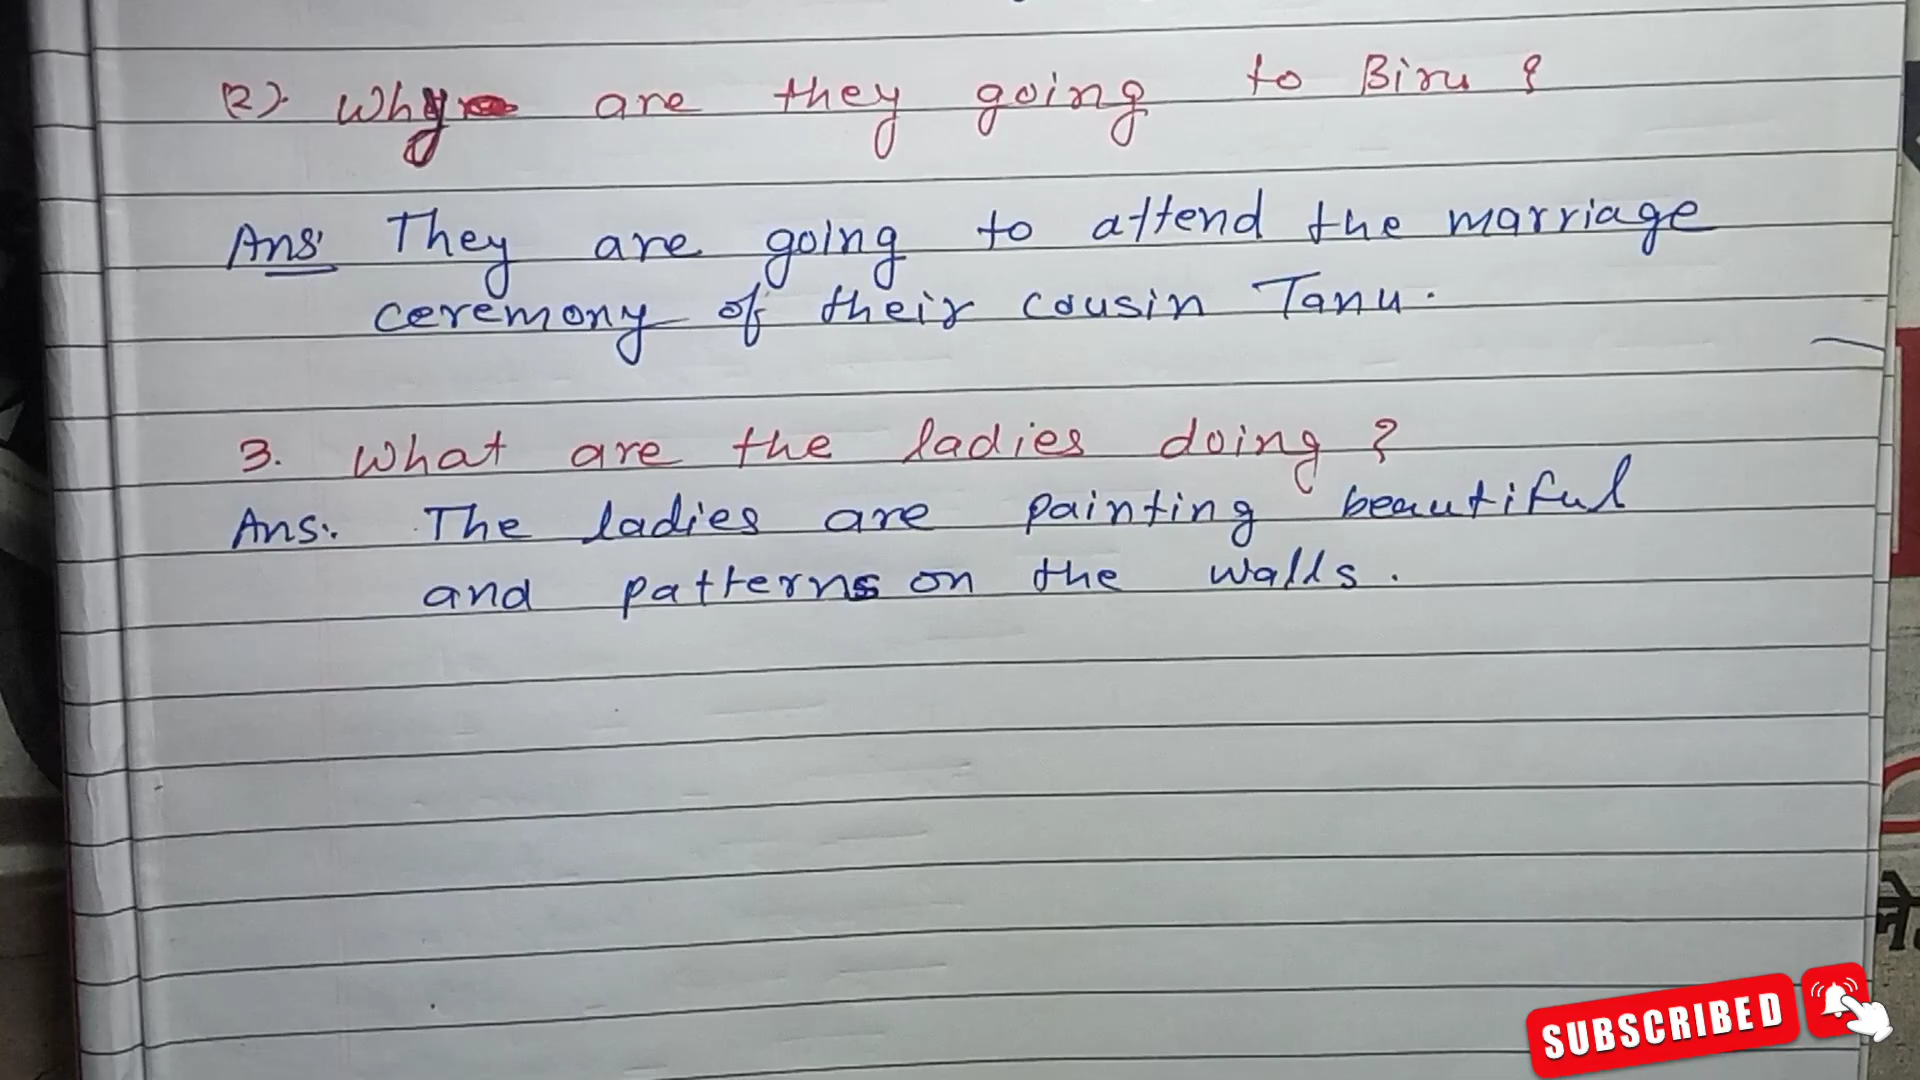 (2). Why are they going to Biru ?
Ans: They are going to attend the marriage
ceremony of their cousin Tanu.
3. What are the ladies doing ?
Ans:. The ladies are painting beautiful
and patterns on the walls.
SUBSCRIBED